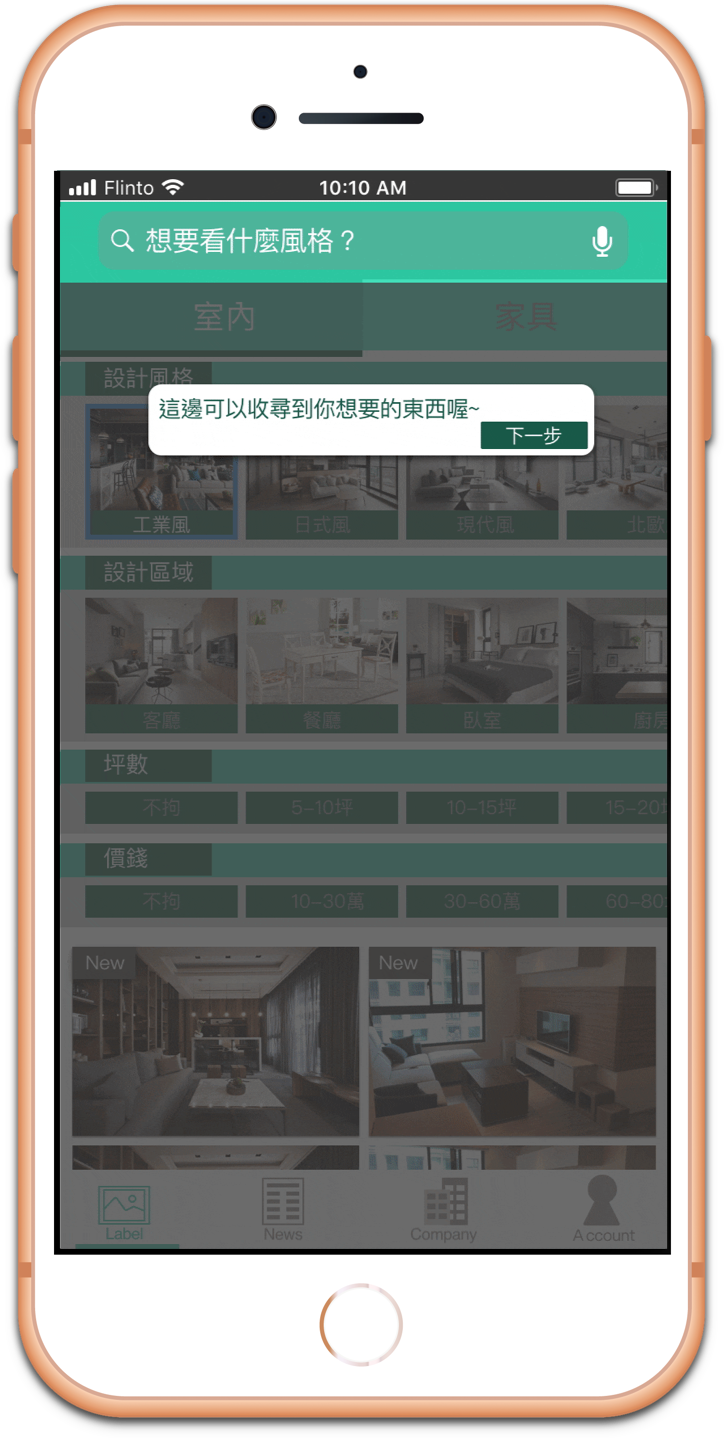 Flinto
10:10 AM
想要看什麼風格？
室內
家具
設計風格
這邊可以收尋到你想要的東西喔~
下一步
工業風
日式風
現代風
北歐
設計區域
客廳
餐廳
臥室
廚房
坪數
不拘
5-10坪
10-15坪
15-20坪
價錢
不拘
10-30萬
30-60萬
60-80
New
New
Label
News
Company
Account